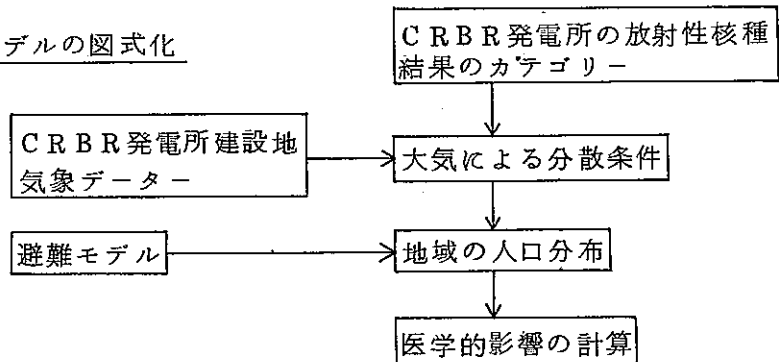 デルの図式化
CRBR発電所の放射性核種
結果のカテゴリー
CRBR発電所建設地
気象データー
大気による分散条件
避難モデル
地域の人口分布
医学的影響の計算